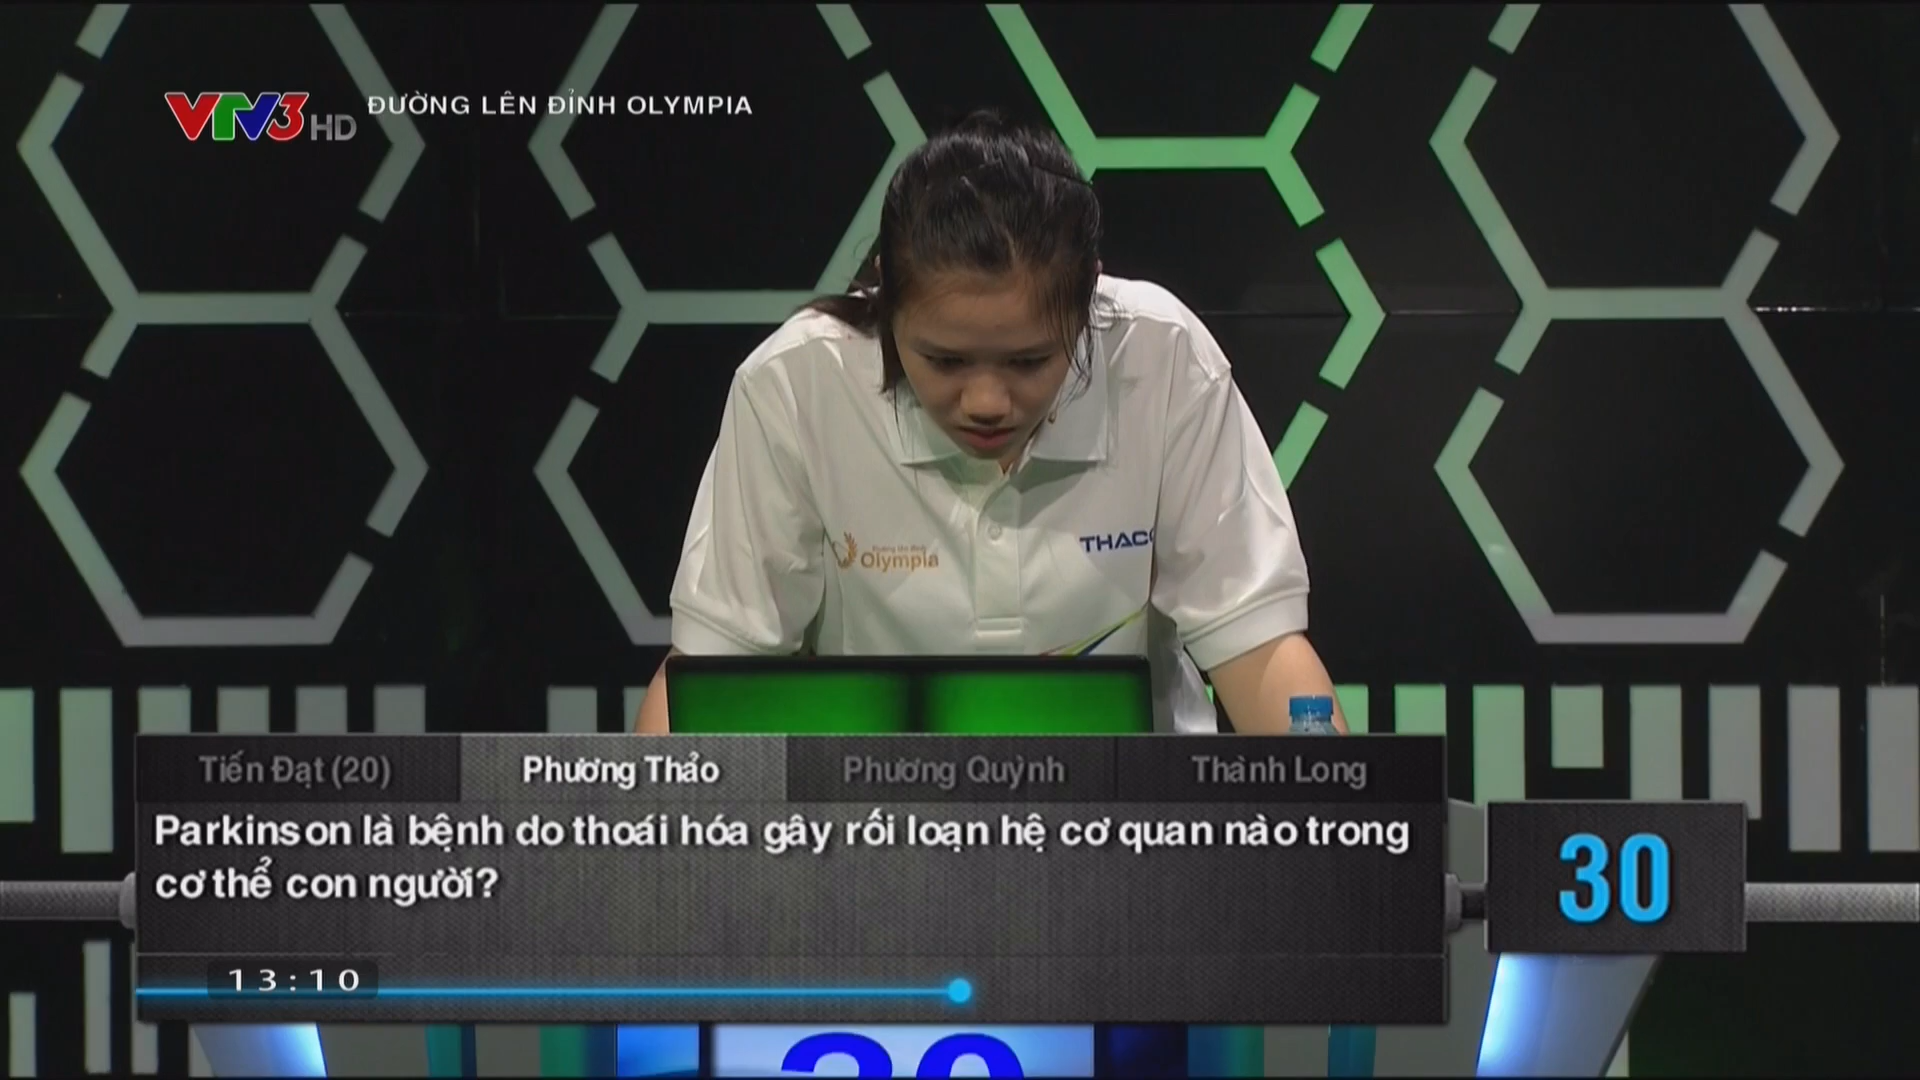 VTV3 HD
ĐƯỜNG LÊN ĐỈNH OLYMPIA
Olympia
THACO
Tiến Đạt (20)
Phương Thảo
Phương Quỳnh
Thành Long
Parkinson là bệnh do thoái hóa gây rối loạn hệ cơ quan nào trong
cơ thể con người?
30
13:10
30